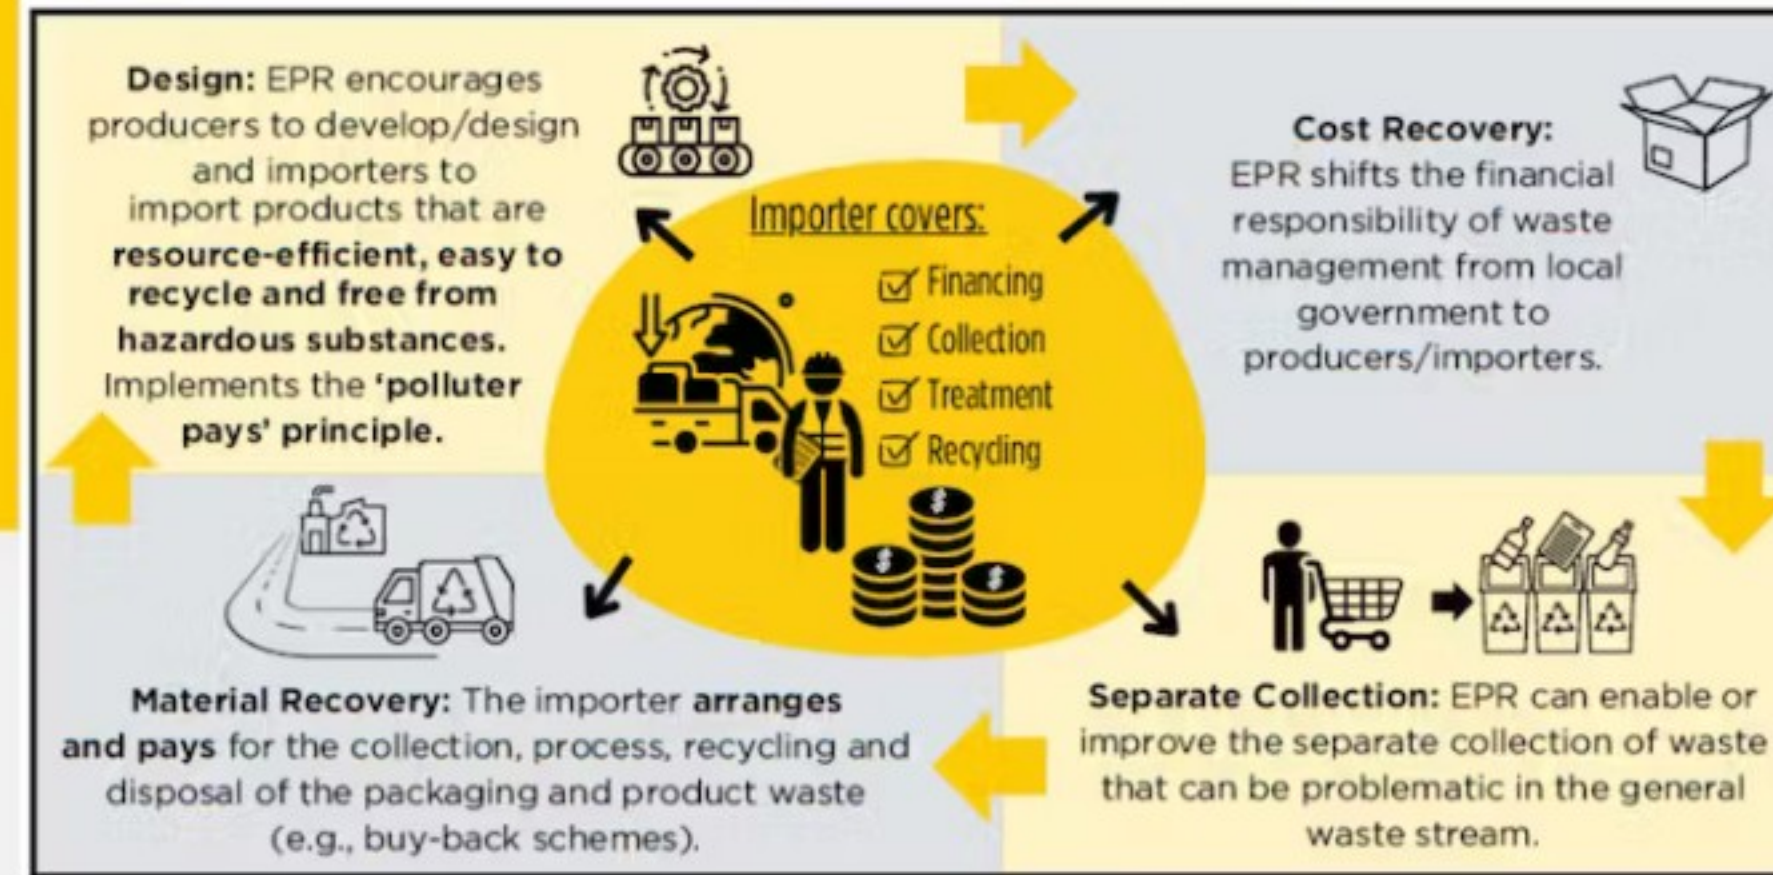 Design: EPR encourages
producers to develop/design
and importers to
import products that are
resource-efficient, easy to
recycle and free from
hazardous substances.
Implements the ‘polluter
pays’ principle.
Importer covers:
Financing
Collection
Treatment
Recycling
$
$
$
Cost Recovery:
EPR shifts the financial
responsibility of waste
management from local
government to
producers/importers.
Separate Collection: EPR can enable or
improve the separate collection of waste
that can be problematic in the general
waste stream.
Material Recovery: The importer arranges
and pays for the collection, process, recycling and
disposal of the packaging and product waste
(e.g., buy-back schemes).